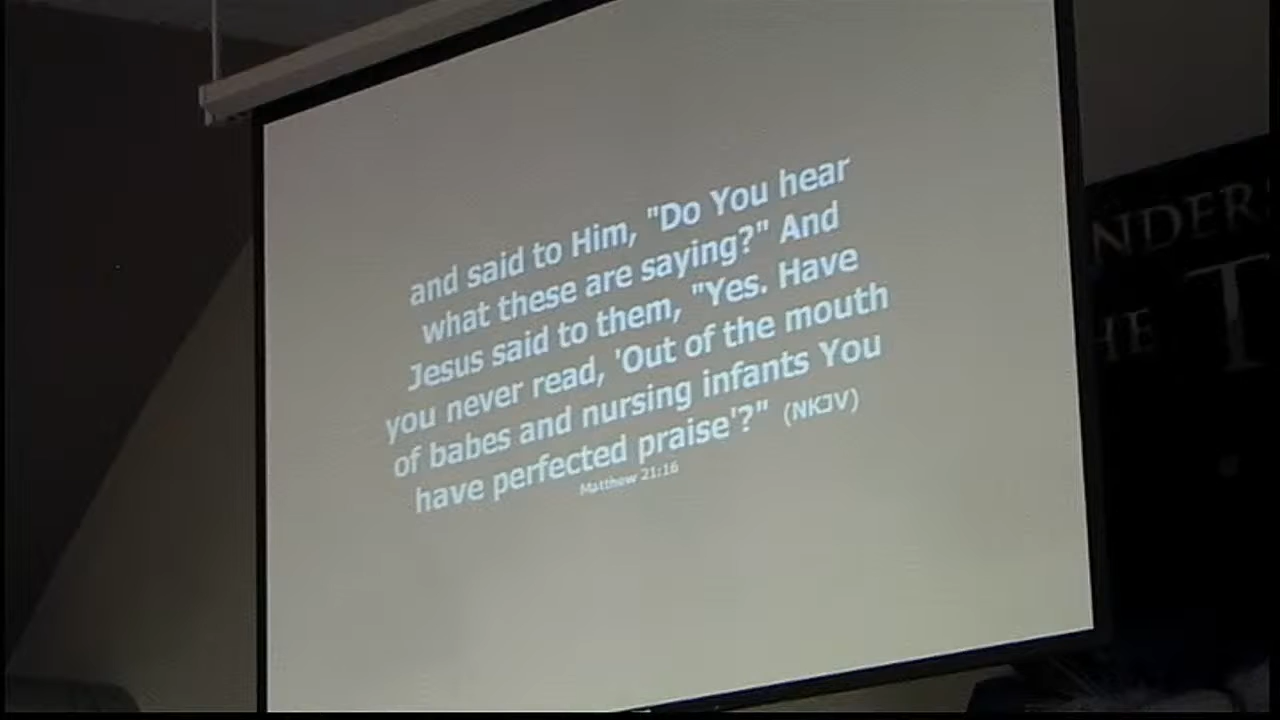 and said to Him, "Do You hear
what these are saying?" And
Jesus said to them, "Yes. Have
you never read, 'Out of the mouth
of babes and nursing infants You
have perfected praise'?" (NKJV)
Matthew 21:16
NDER
HE T